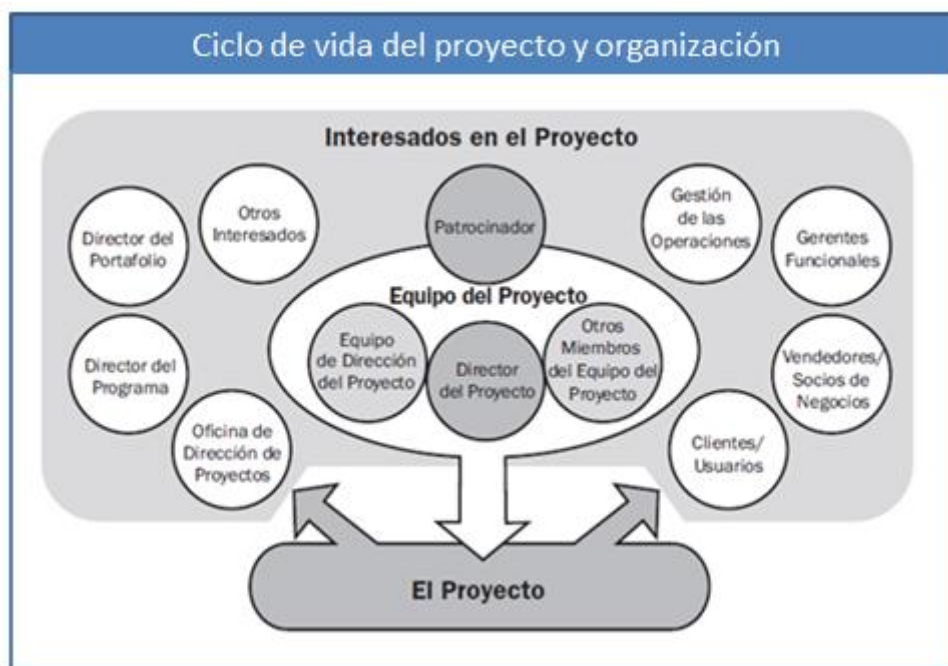 Ciclo de vida del proyecto y organización
Interesados en el Proyecto
Director del
Portafolio
Otros
Interesados
Patrocinador
Gestión
de las
Operaciones
Gerentes
Funcionales
Equipo del Proyecto
Director del
Programa
Equipo
de Dirección
del Proyecto
Director
del Proyecto
Otros
Miembros
del Equipo del
Proyecto
Vendedores/
Socios de
Negocios
Oficina de
Dirección de
Proyectos
Clientes/
Usuarios
El Proyecto